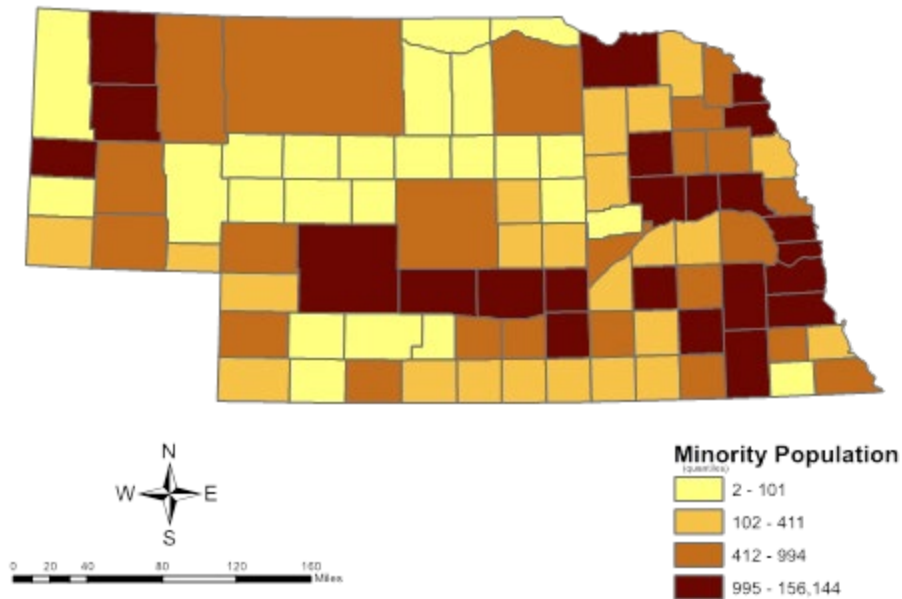 N
W E
S
0 20 40 80 120 160
Miles
Minority Population
(quantiles)
2 - 101
102 - 411
412 - 994
995 - 156,144